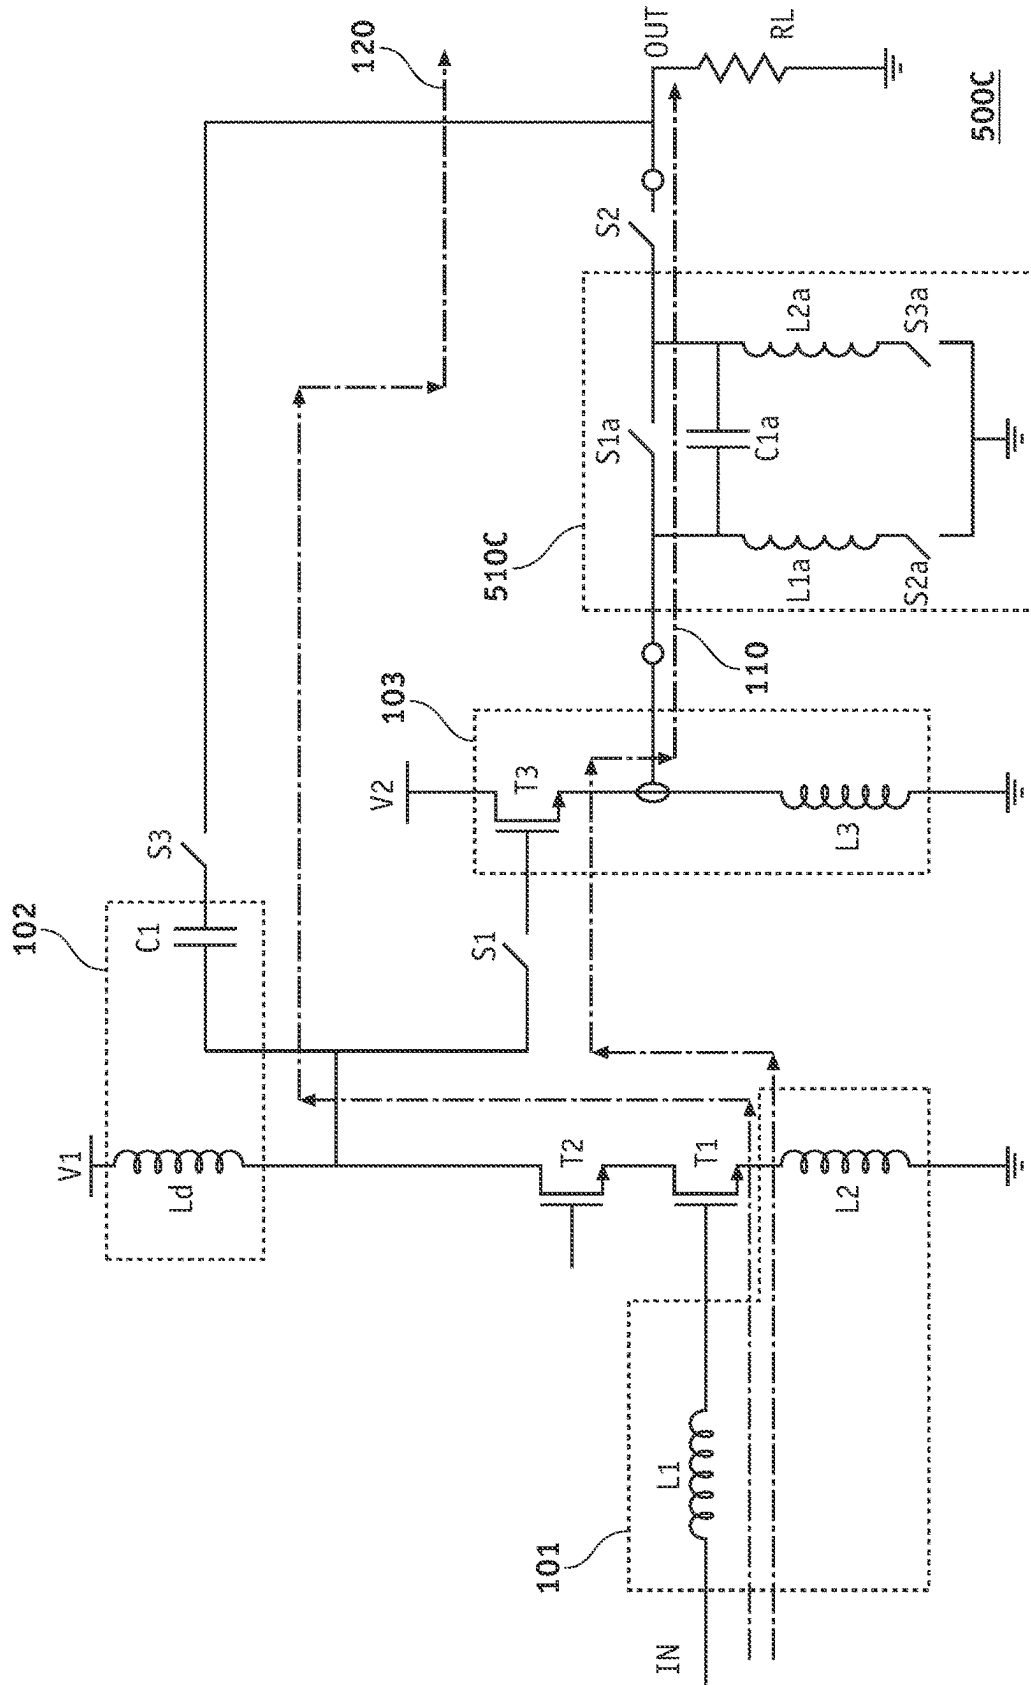 IN
101
L1
V1
Ld
102
C1
T2
T1
L2
S3
S1
103
V2
T3
L3
110
120
510C
S1a
C1a
L1a
S2a
L2a
S3a
S2
OUT
RL
500C